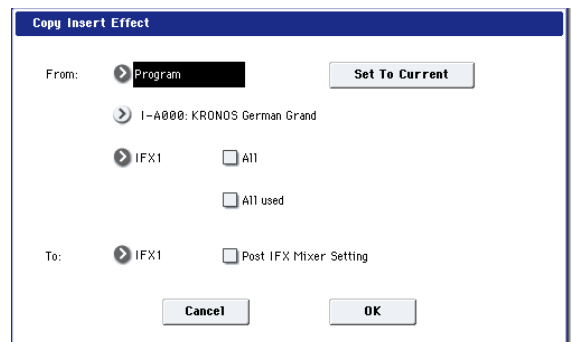 Copy Insert Effect
From: Program Set To Current
I-A000: KRONOS German Grand
IFX1 All
All used
To: IFX1 Post IFX Mixer Setting
Cancel OK